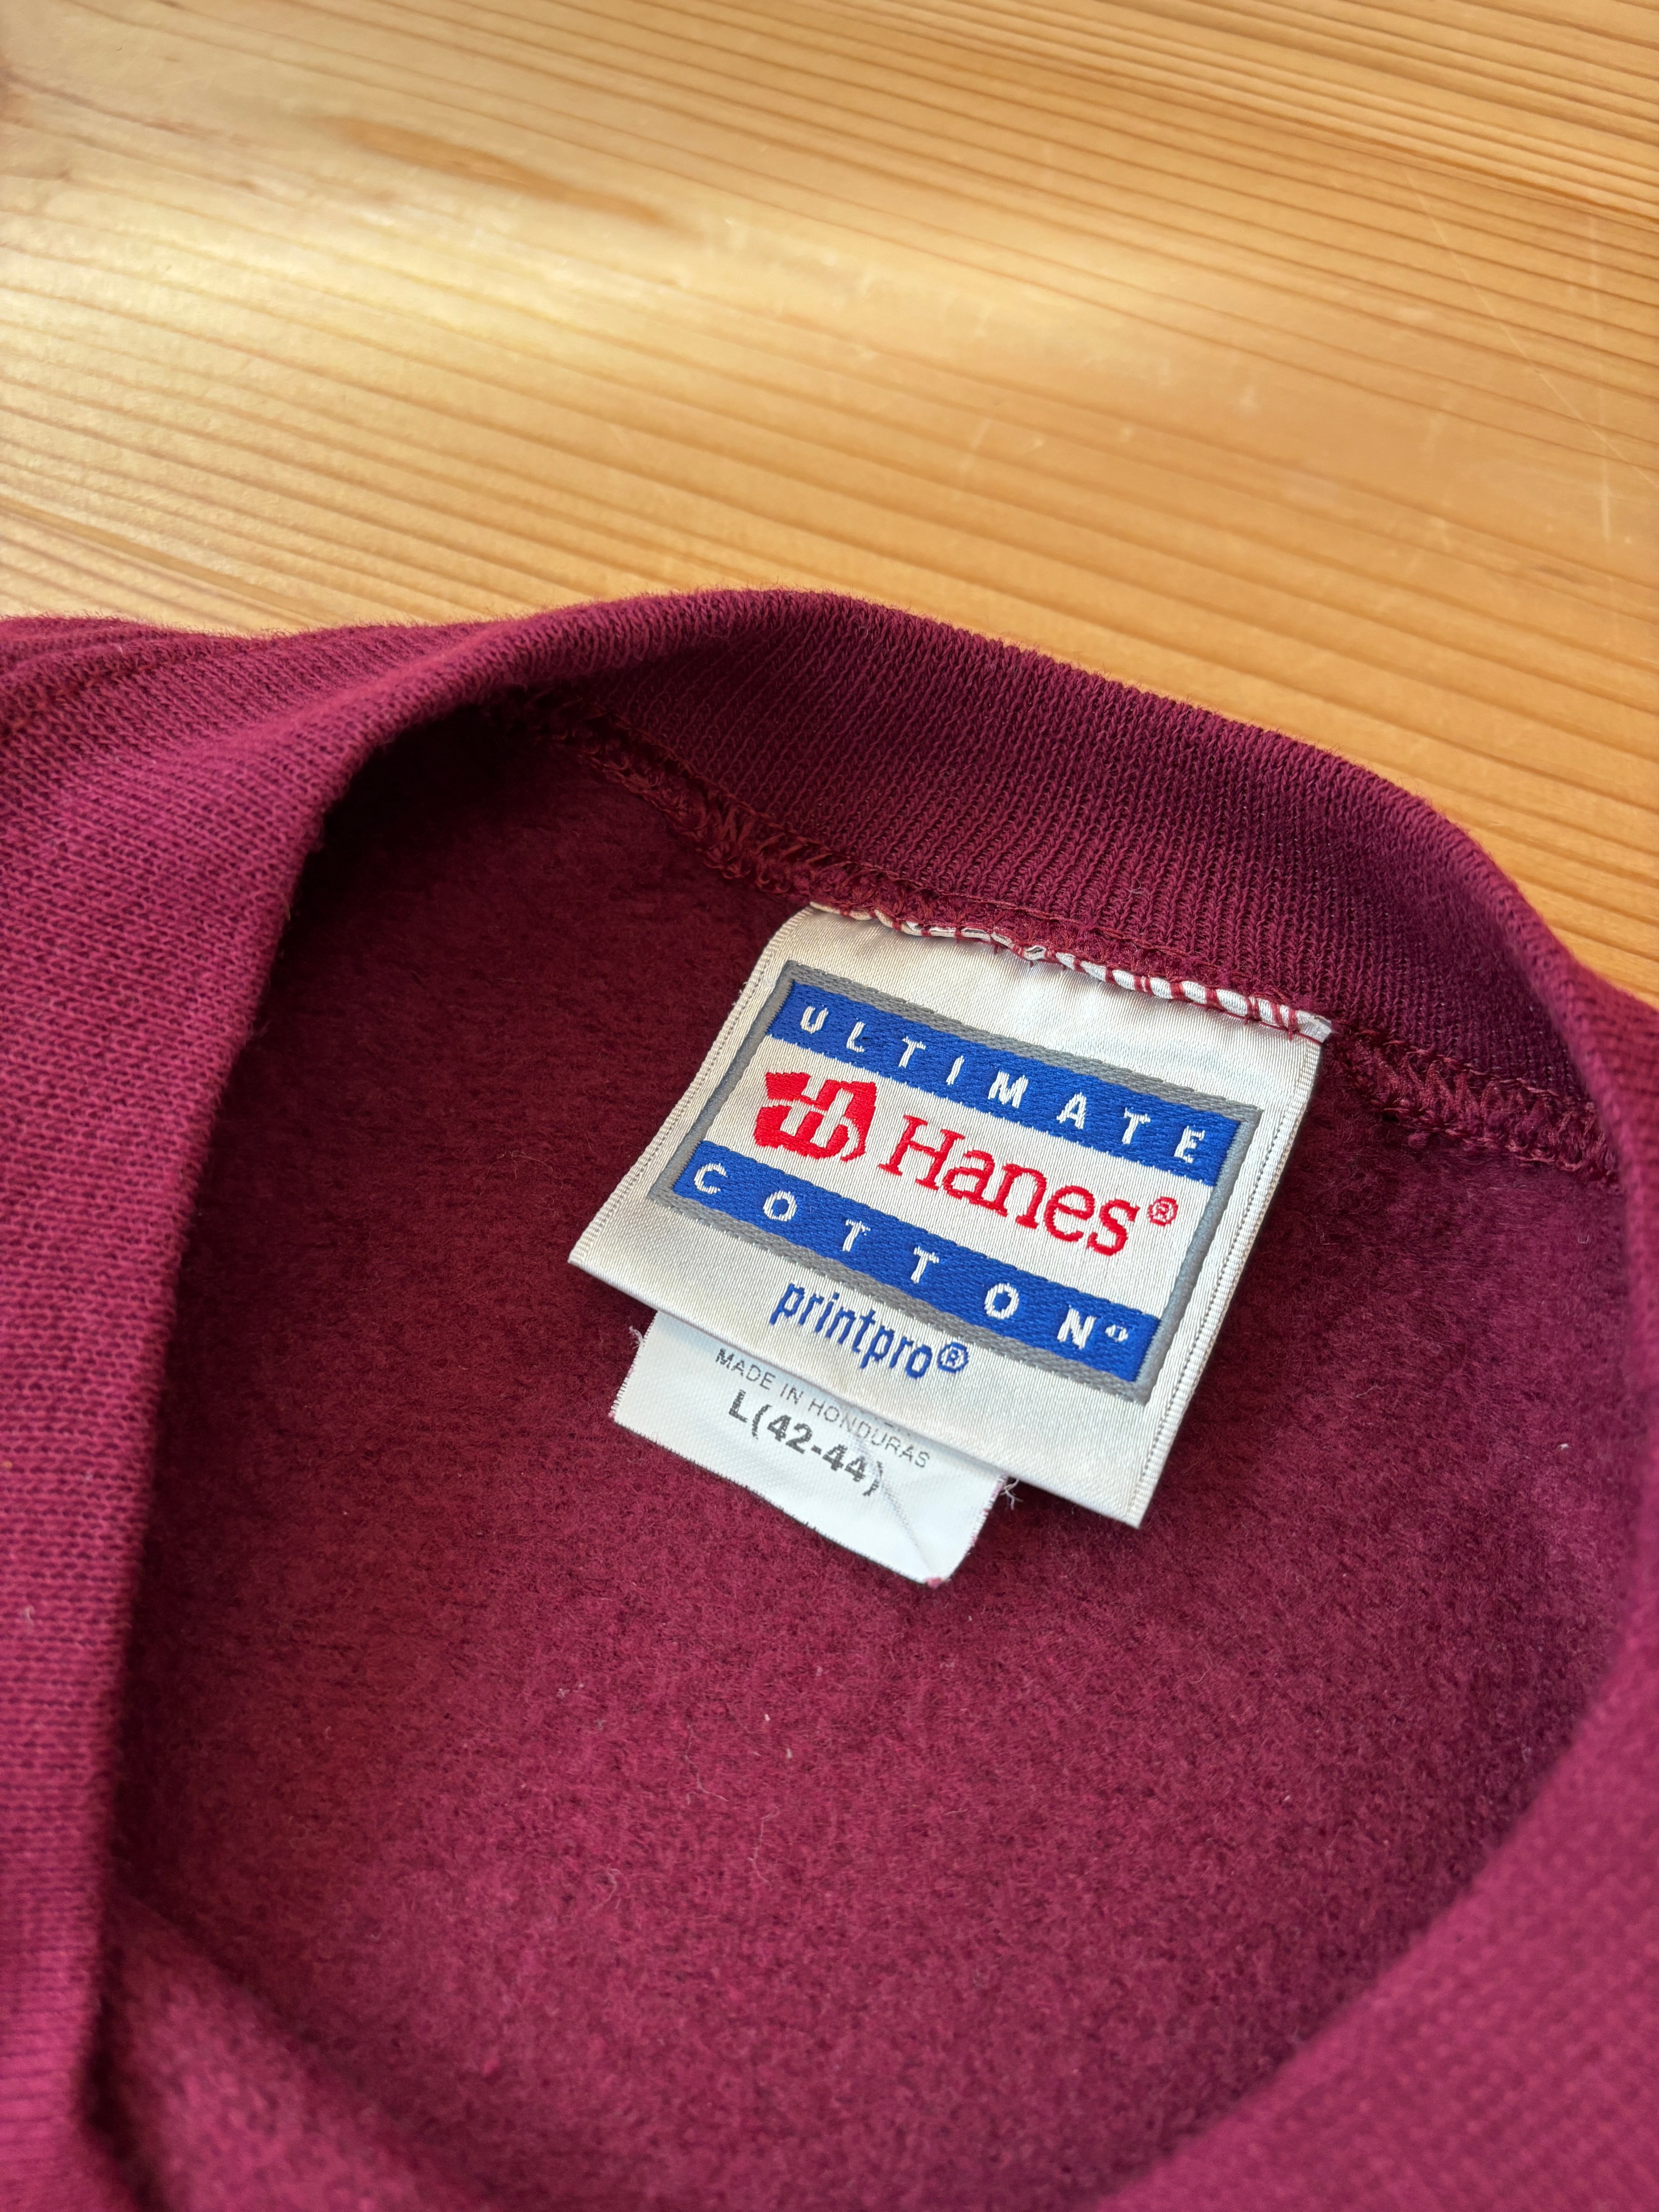 ULTIMATE
Hanes®
COTTON®
printpro®
MADE IN HONDURAS
L(42-44)